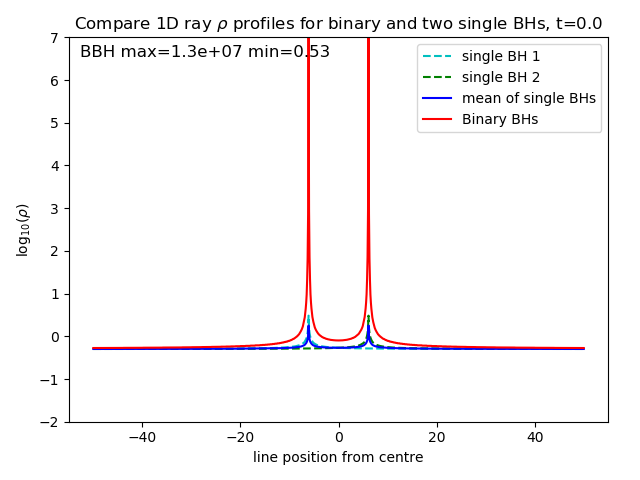 Compare 1D ray ρ profiles for binary and two single BHs, t=0.0
BBH max=1.3e+07 min=0.53
single BH 1
single BH 2
mean of single BHs
Binary BHs
7
6
5
4
3
2
1
0
−1
−2
log₁₀(ρ)
−40 −20 0 20 40
line position from centre